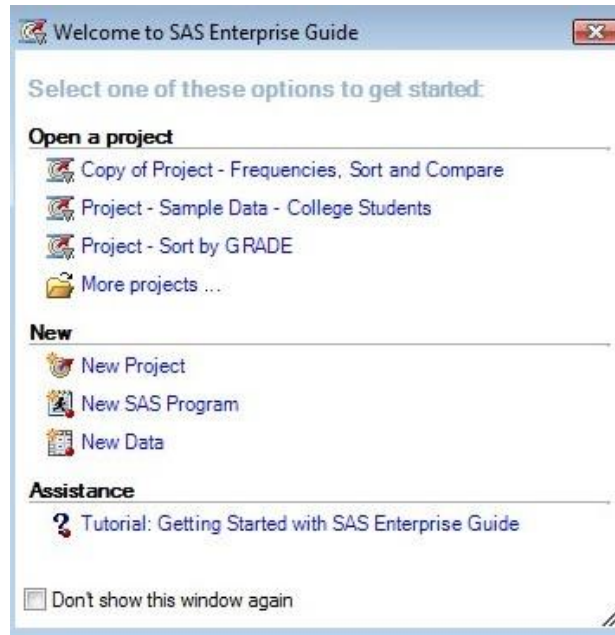 Welcome to SAS Enterprise Guide
Select one of these options to get started:
Open a project
Copy of Project - Frequencies, Sort and Compare
Project - Sample Data - College Students
Project - Sort by GRADE
More projects ...
New
New Project
New SAS Program
New Data
Assistance
Tutorial: Getting Started with SAS Enterprise Guide
Don't show this window again